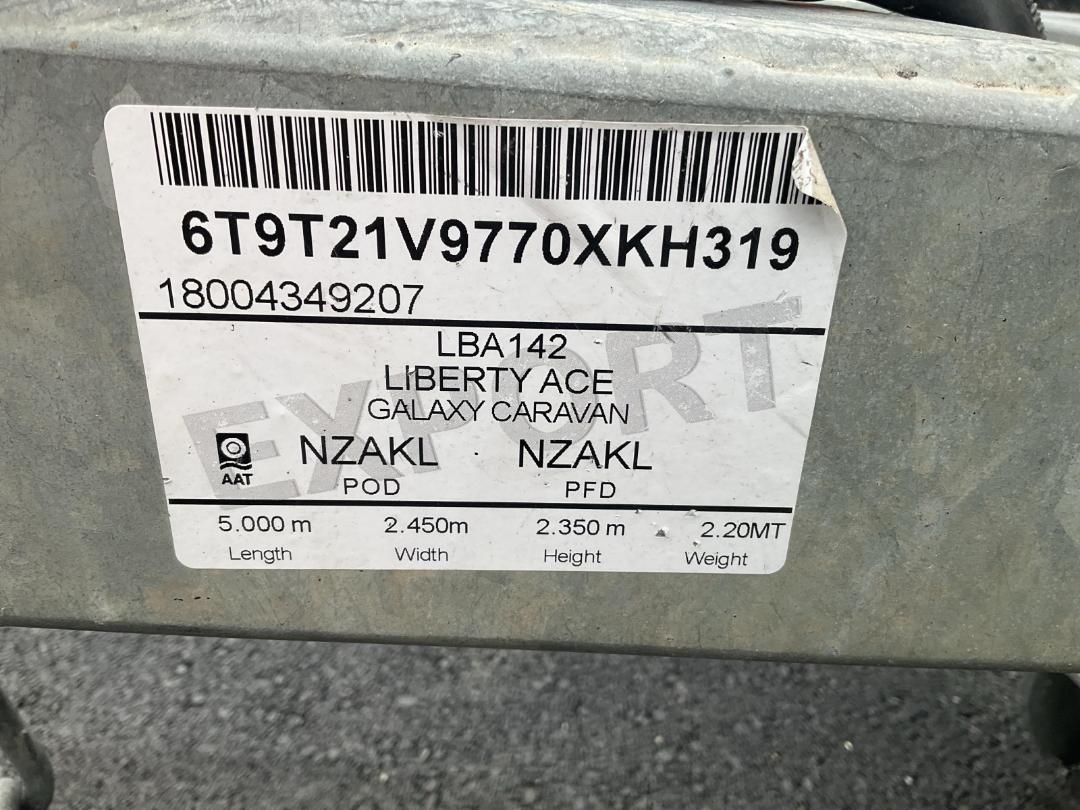 6T9T21V9770XKH319
18004349207
EXPORT
LBA142
LIBERTY ACE
GALAXY CARAVAN
AAT
NZAKL NZAKL
POD PFD
5.000 m 2.450m 2.350 m 2.20MT
Length Width Height Weight